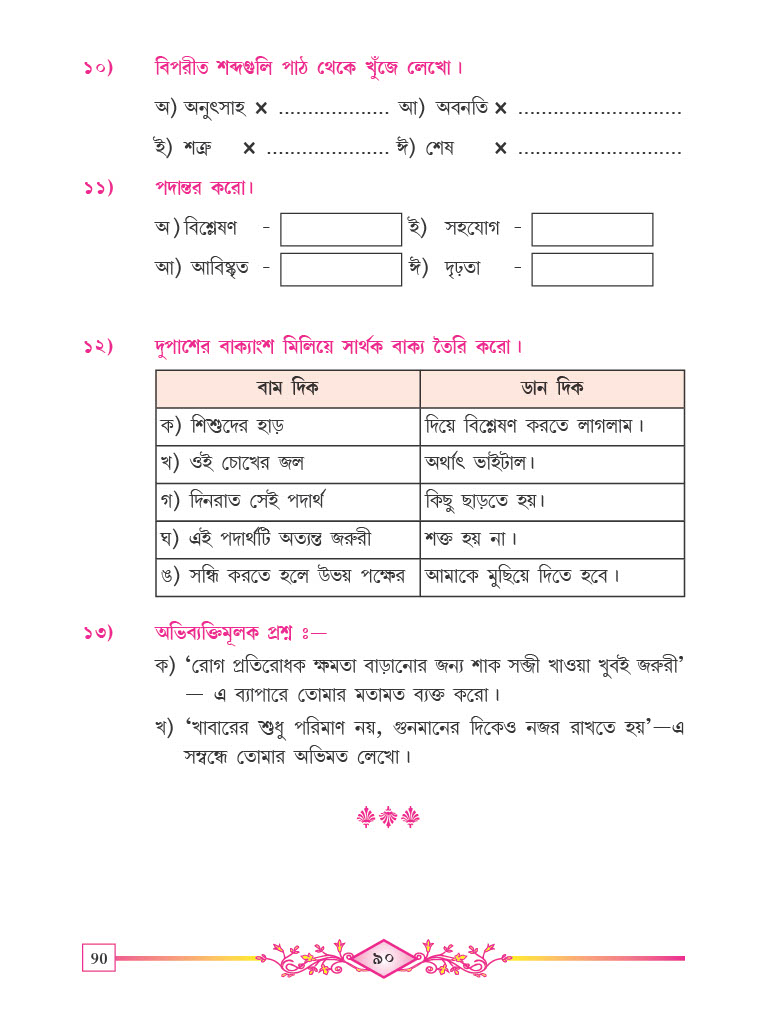 ১০) বিপরীত শব্দগুলি পাঠ থেকে খুঁজে লেখো।
অ) অনুৎসাহ × ................... আ) অবনতি × ............................
ই) শত্রু × ..................... ঈ) শেষ × ............................
১১) পদান্তর করো।
অ) বিশ্লেষণ - ই) সহযোগ -
আ) আবিষ্কৃত - ঈ) দৃঢ়তা -
১২) দুপাশের বাক্যাংশ মিলিয়ে সার্থক বাক্য তৈরি করো।
বাম দিক ডান দিক
ক) শিশুদের হাড় দিয়ে বিশ্লেষণ করতে লাগলাম।
খ) ওই চোখের জল অর্থাৎ ভাইটাল।
গ) দিনরাত সেই পদার্থ কিছু ছাড়তে হয়।
ঘ) এই পদার্থটি অত্যন্ত জরুরী শক্ত হয় না।
ঙ) সন্ধি করতে হলে উভয় পক্ষের আমাকে মুছিয়ে দিতে হবে।
১৩) অভিব্যক্তিমূলক প্রশ্ন ঃ—
ক) ‘রোগ প্রতিরোধক ক্ষমতা বাড়ানোর জন্য শাক সব্জী খাওয়া খুবই জরুরী’
— এ ব্যাপারে তোমার মতামত ব্যক্ত করো।
খ) ‘খাবারের শুধু পরিমাণ নয়, গুনমানের দিকেও নজর রাখতে হয়’—এ
সম্বন্ধে তোমার অভিমত লেখো।
90 ৯০